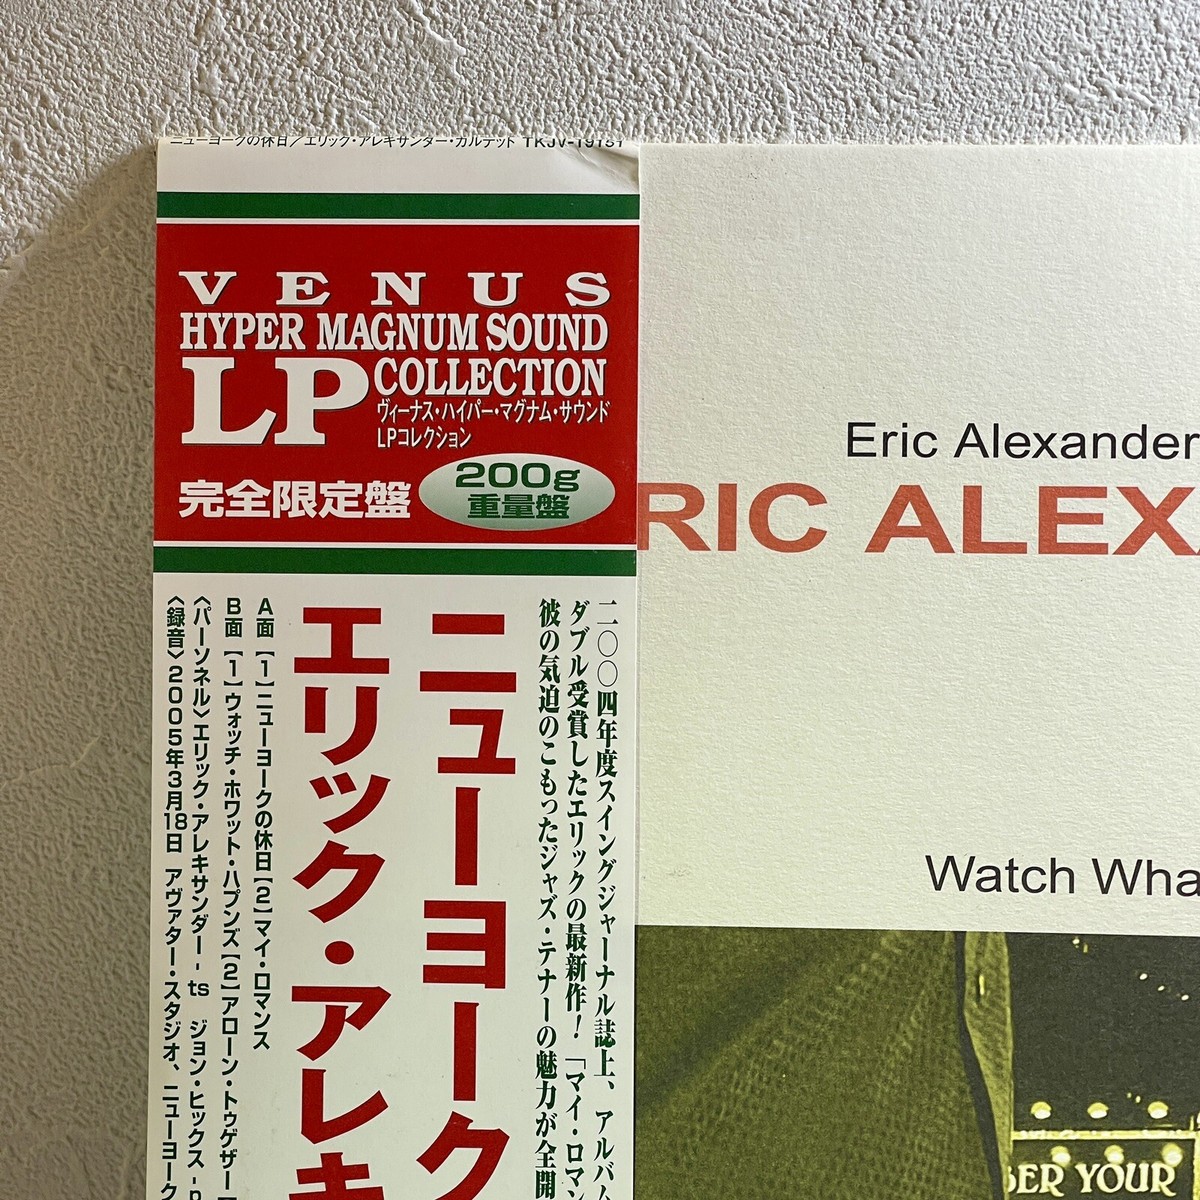 ニューヨークの休日/エリック・アレキサンダー・カルテット TKJV-19151
VENUS
HYPER MAGNUM SOUND
LP COLLECTION
ヴィーナス・ハイパー・マグナム・サウンド
LPコレクション
完全限定盤
200g
重量盤
二〇〇四年度スイングジャーナル誌上、アルバム
ダブル受賞したエリックの最新作!「マイ・ロマン
彼の気迫のこもったジャズ・テナーの魅力が全開
ニューヨーク
エリック・アレキ
A面 [1]ニューヨークの休日[2]マイ・ロマンス
B面 [1]ウォッチ・ホワット・ハプンズ[2]アローン・トゥゲザー
〈パーソネル〉エリック・アレキサンダー - ts ジョン・ヒックス - p
〈録音〉2005年3月18日 アヴァター・スタジオ、ニューヨーク
Eric Alexander
RIC ALEXA
Watch Wha
BER YOUR